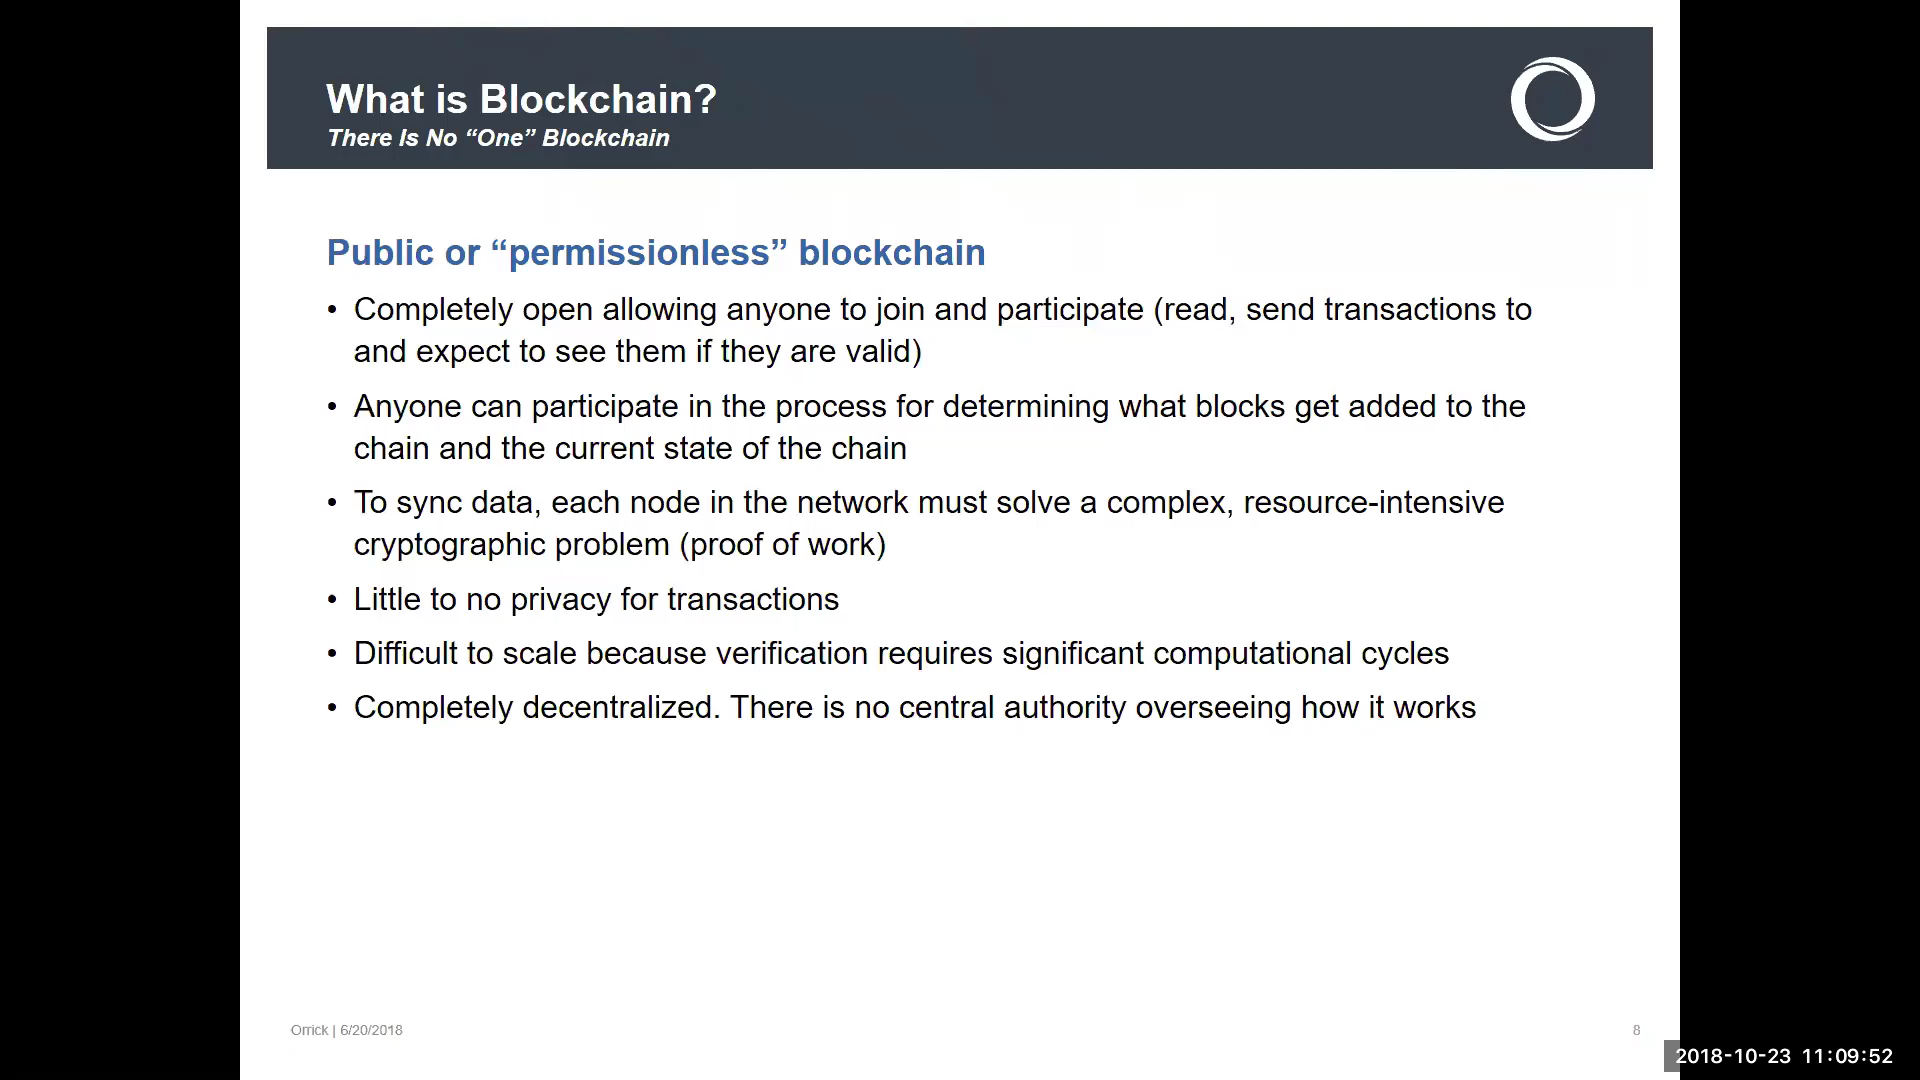 What is Blockchain?
There Is No “One” Blockchain
Public or “permissionless” blockchain
• Completely open allowing anyone to join and participate (read, send transactions to
and expect to see them if they are valid)
• Anyone can participate in the process for determining what blocks get added to the
chain and the current state of the chain
• To sync data, each node in the network must solve a complex, resource-intensive
cryptographic problem (proof of work)
• Little to no privacy for transactions
• Difficult to scale because verification requires significant computational cycles
• Completely decentralized. There is no central authority overseeing how it works
Orrick | 6/20/2018
8
2018-10-23 11:09:52